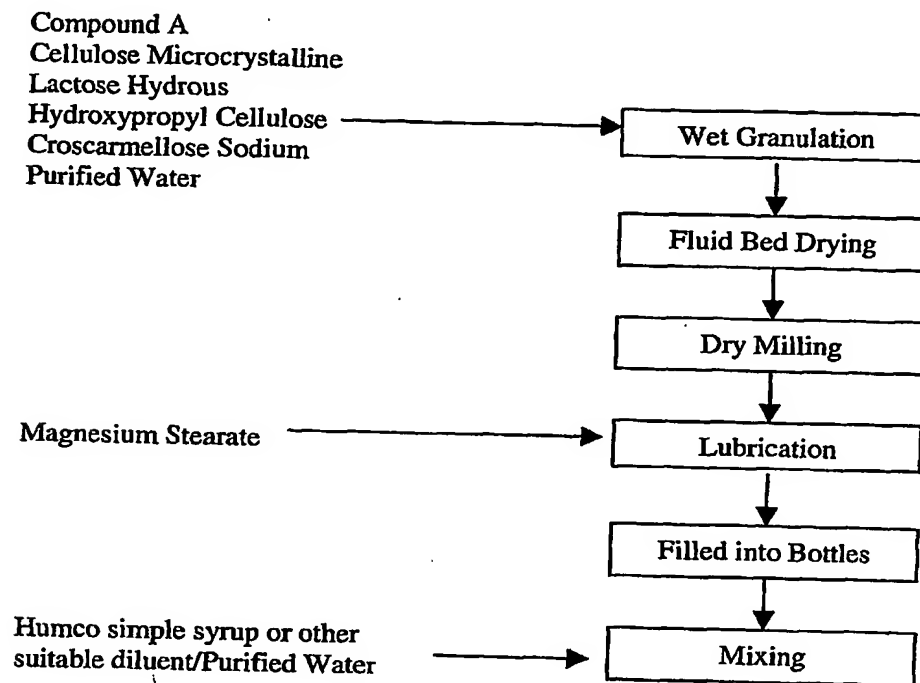 Compound A
Cellulose Microcrystalline
Lactose Hydrous
Hydroxypropyl Cellulose
Croscarmellose Sodium
Purified Water
Wet Granulation
Fluid Bed Drying
Dry Milling
Magnesium Stearate
Lubrication
Filled into Bottles
Humco simple syrup or other
suitable diluent/Purified Water
Mixing